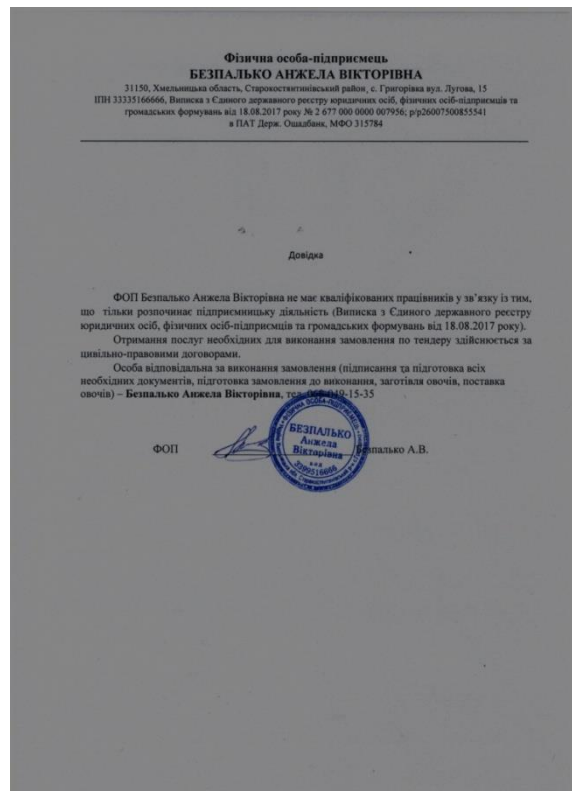 Фізична особа-підприємець
БЕЗПАЛЬКО АНЖЕЛА ВІКТОРІВНА
31150, Хмельницька область, Старокостянтинівський район, с. Григорівка вул. Лугова, 15
ІПН 33335166666, Виписка з Єдиного державного реєстру юридичних осіб, фізичних осіб-підприємців та
громадських формувань від 18.08.2017 року № 2 677 000 0000 007956; р/р26007500855541
в ПАТ Держ. Ощадбанк, МФО 315784
Довідка
ФОП Безпалько Анжела Вікторівна не має кваліфікованих працівників у зв’язку із тим,
що тільки розпочинає підприємницьку діяльність (Виписка з Єдиного державного реєстру
юридичних осіб, фізичних осіб-підприємців та громадських формувань від 18.08.2017 року).
Отримання послуг необхідних для виконання замовлення по тендеру здійснюється за
цивільно-правовими договорами.
Особа відповідальна за виконання замовлення (підписання та підготовка всіх
необхідних документів, підготовка замовлення до виконання, заготівля овочів, поставка
овочів) – Безпалько Анжела Вікторівна, тел.
ФОП Безпалько А.В.
БЕЗПАЛЬКО
Анжела
Вікторівна